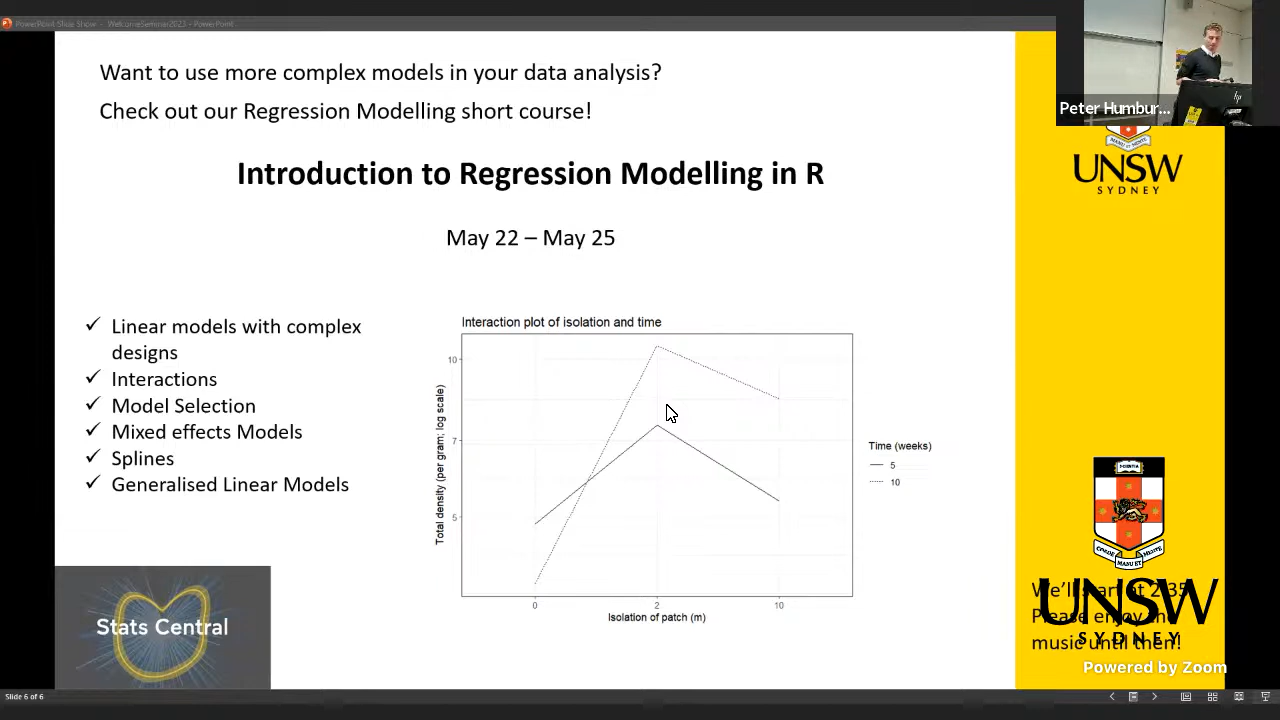 PowerPoint Slide Show - WelcomeSeminar2023 - PowerPoint
Want to use more complex models in your data analysis?
Check out our Regression Modelling short course!
Peter Humbur...
UNSW
SYDNEY
Introduction to Regression Modelling in R
May 22 – May 25
✓ Linear models with complex
designs
✓ Interactions
✓ Model Selection
✓ Mixed effects Models
✓ Splines
✓ Generalised Linear Models
Interaction plot of isolation and time
Total density (per gram; log scale)
10
7
5
0 2 10
Isolation of patch (m)
Time (weeks)
5
10
Stats Central
We'll start at 2:35
Please enjoy the
music until then!
UNSW
SYDNEY
Powered by Zoom
Slide 6 of 6